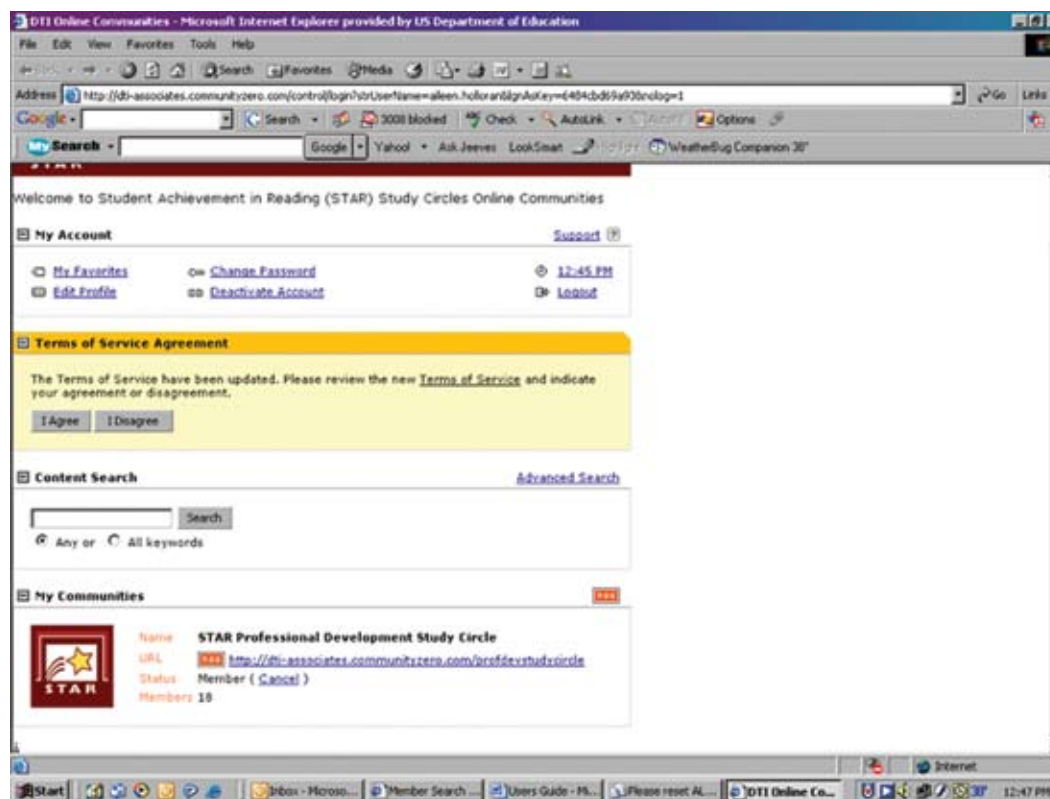 DTI Online Communities - Microsoft Internet Explorer provided by US Department of Education
File Edit View Favorites Tools Help
Search Favorites Media
Address http://dti-associates.communityzero.com/control/login? Go Links
Google Search 3008 blocked Check AutoLink Options
My Search Google Yahoo! Ask Jeeves LookSmart WeatherBug Companion 38°
STAR
Welcome to Student Achievement in Reading (STAR) Study Circles Online Communities
My Account Support
My Favorites Change Password 12:45 PM
Edit Profile Deactivate Account Logout
Terms of Service Agreement
The Terms of Service have been updated. Please review the new Terms of Service and indicate
your agreement or disagreement.
I Agree I Disagree
Content Search Advanced Search
Search
Any or All keywords
My Communities
Name STAR Professional Development Study Circle
URL http://dti-associates.communityzero.com/profdevstudycircle
Status Member ( Cancel )
Members 18
STAR
Internet
Start Inbox - Microso... Member Search ... Users Guide - Mi... Please reset AL... DTI Online Co... 38° 12:47 PM